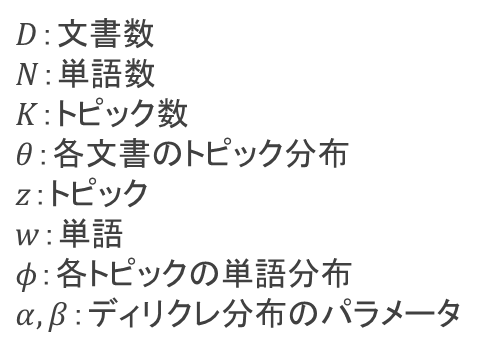 D : 文書数
N : 単語数
K : トピック数
θ : 各文書のトピック分布
z : トピック
w : 単語
ϕ : 各トピックの単語分布
α, β : ディリクレ分布のパラメータ